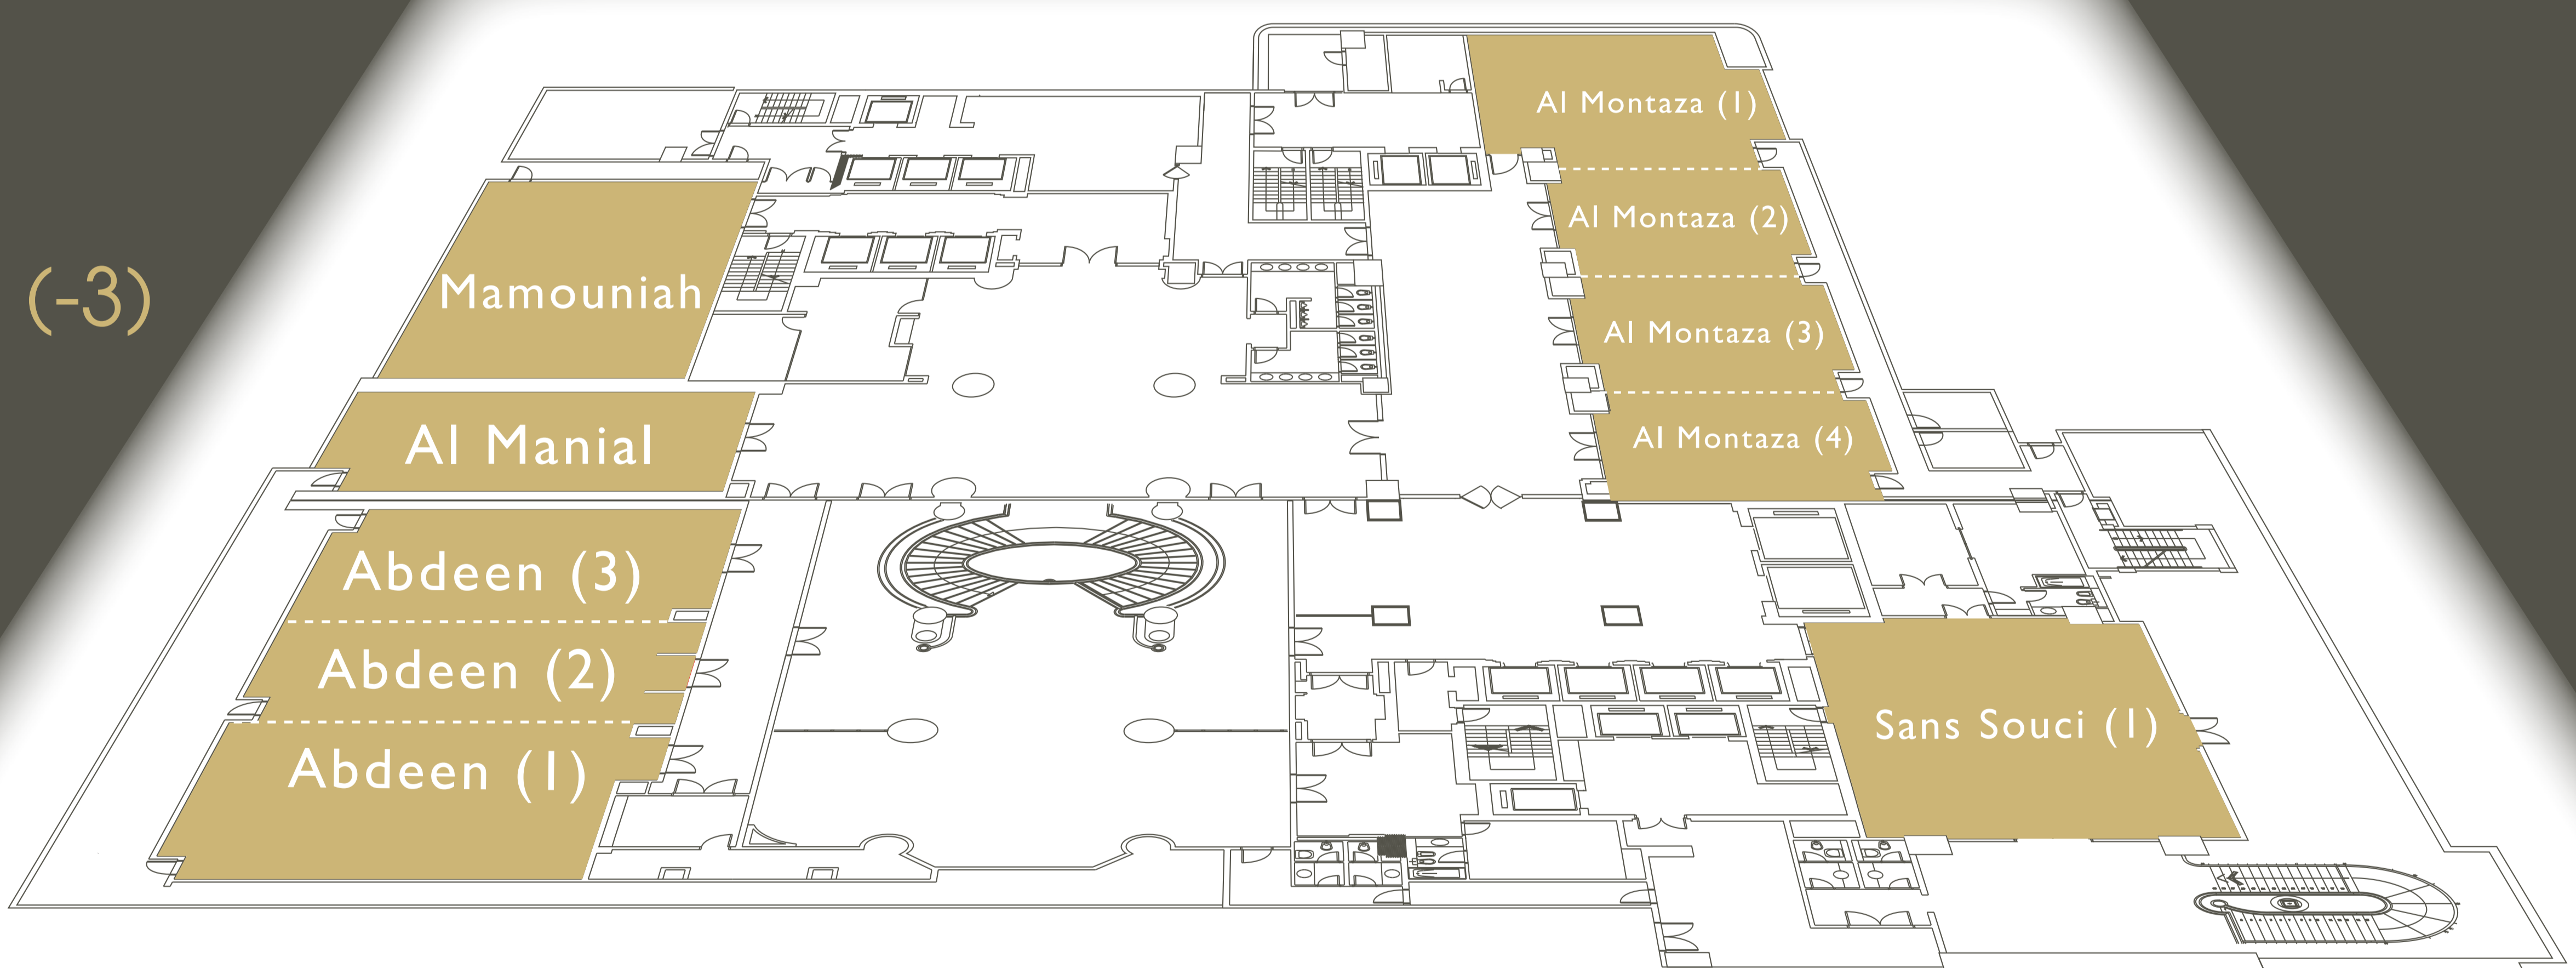 (-3)
Mamouniah
Al Manial
Abdeen (3)
Abdeen (2)
Abdeen (1)
Al Montaza (1)
Al Montaza (2)
Al Montaza (3)
Al Montaza (4)
Sans Souci (1)